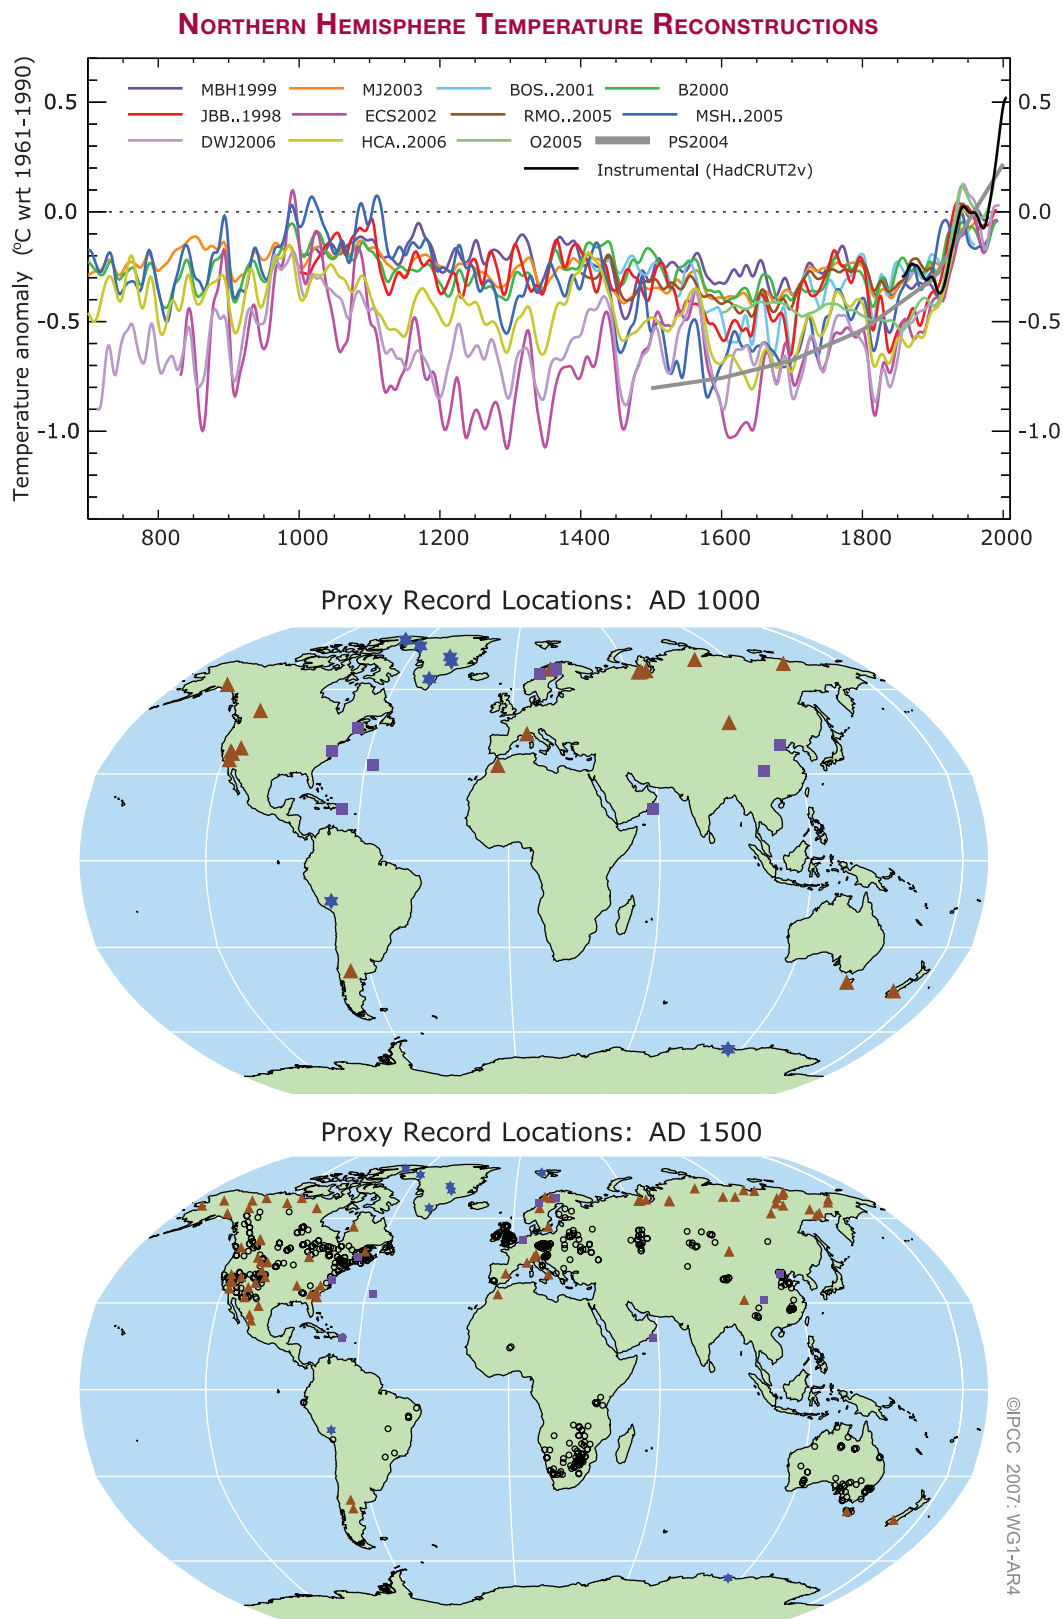 NORTHERN HEMISPHERE TEMPERATURE RECONSTRUCTIONS
Temperature anomaly (°C wrt 1961-1990)
MBH1999 MJ2003 BOS..2001 B2000
JBB..1998 ECS2002 RMO..2005 MSH..2005
DWJ2006 HCA..2006 O2005 PS2004
Instrumental (HadCRUT2v)
0.5 0.5
0.0 0.0
-0.5 -0.5
-1.0 -1.0
800 1000 1200 1400 1600 1800 2000
Proxy Record Locations: AD 1000
Proxy Record Locations: AD 1500
©IPCC 2007: WG1-AR4